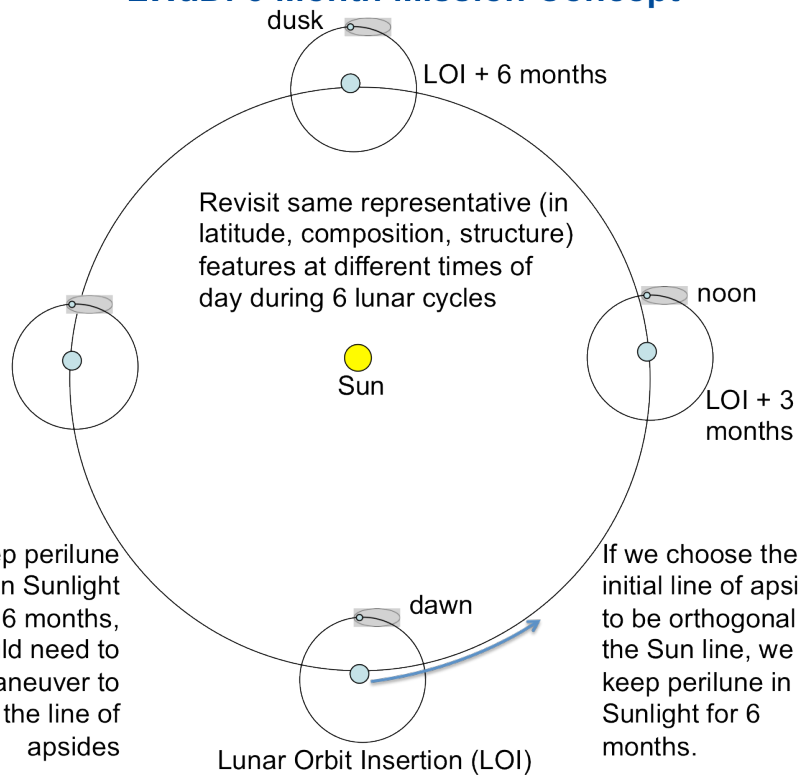 Month Mission Concept
dusk
LOI + 6 months
Revisit same representative (in
latitude, composition, structure)
features at different times of
day during 6 lunar cycles
noon
Sun
LOI + 3
months
perilune
Sunlight
6 months,
need to
to
the line of
apsides
If we choose the
initial line of
to be orthogonal
the Sun line, we
keep perilune in
Sunlight for 6
months.
dawn
Lunar Orbit Insertion (LOI)